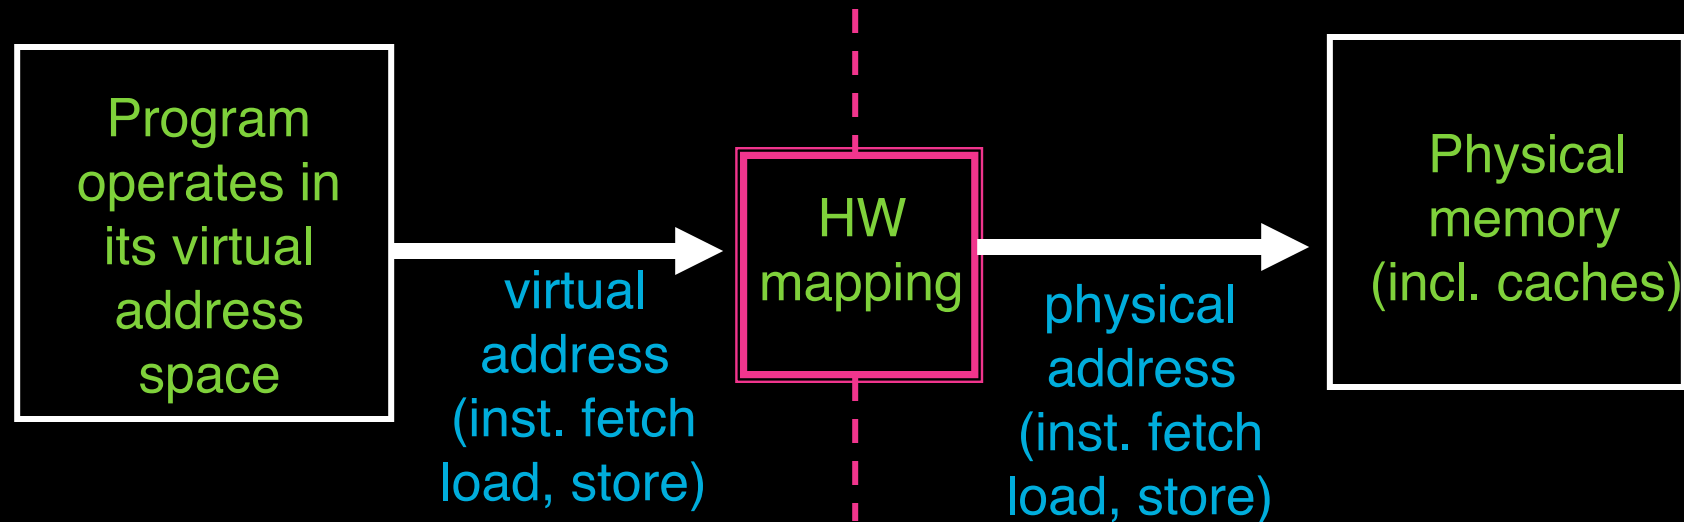 Program
operates in
its virtual
address
space
virtual
address
(inst. fetch
load, store)
HW
mapping
physical
address
(inst. fetch
load, store)
Physical
memory
(incl. caches)